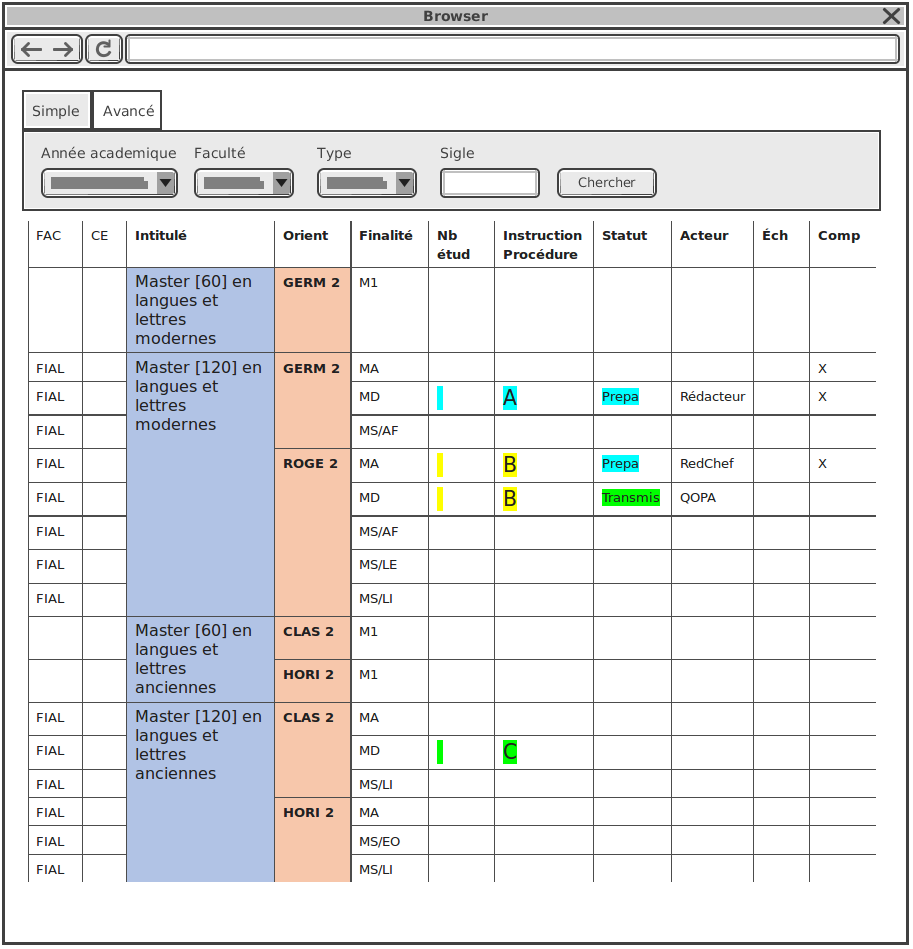 Browser
Simple Avancé
Année academique Faculté Type Sigle
Chercher
FAC CE Intitulé Orient Finalité Nb étud Instruction Procédure Statut Acteur Éch Comp
Master [60] en GERM 2 M1
langues et
lettres
modernes
FIAL Master [120] en GERM 2 MA X
langues et
lettres
modernes
FIAL MD A Prepa Rédacteur X
FIAL MS/AF
FIAL ROGE 2 MA B Prepa RedChef X
FIAL MD B Transmis QOPA
FIAL MS/AF
FIAL MS/LE
FIAL MS/LI
Master [60] en CLAS 2 M1
langues et
lettres
anciennes
HORI 2 M1
FIAL Master [120] en CLAS 2 MA
langues et
lettres
anciennes
FIAL MD C
FIAL MS/LI
FIAL HORI 2 MA
FIAL MS/EO
FIAL MS/LI